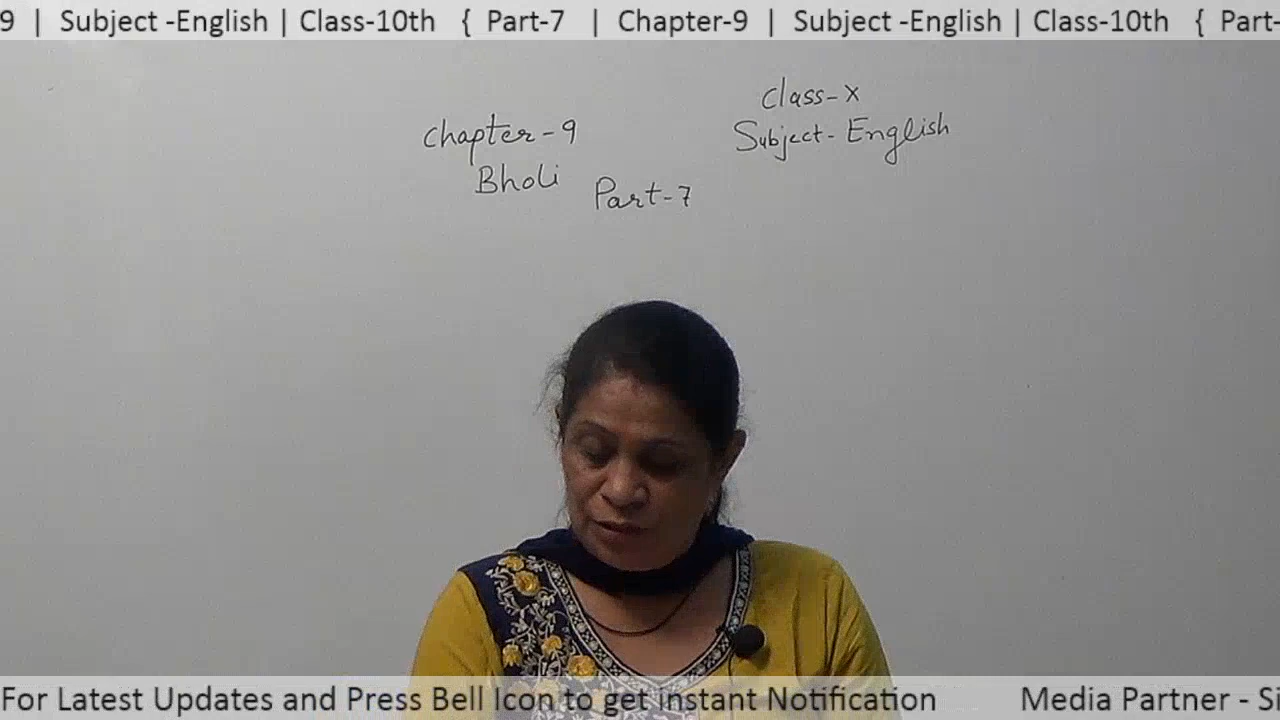 9 | Subject -English | Class-10th { Part-7 | Chapter-9 | Subject -English | Class-10th { Part-
Class-X
Chapter-9
Subject-English
Bholi
Part-7
For Latest Updates and Press Bell Icon to get instant Notification Media Partner - Si